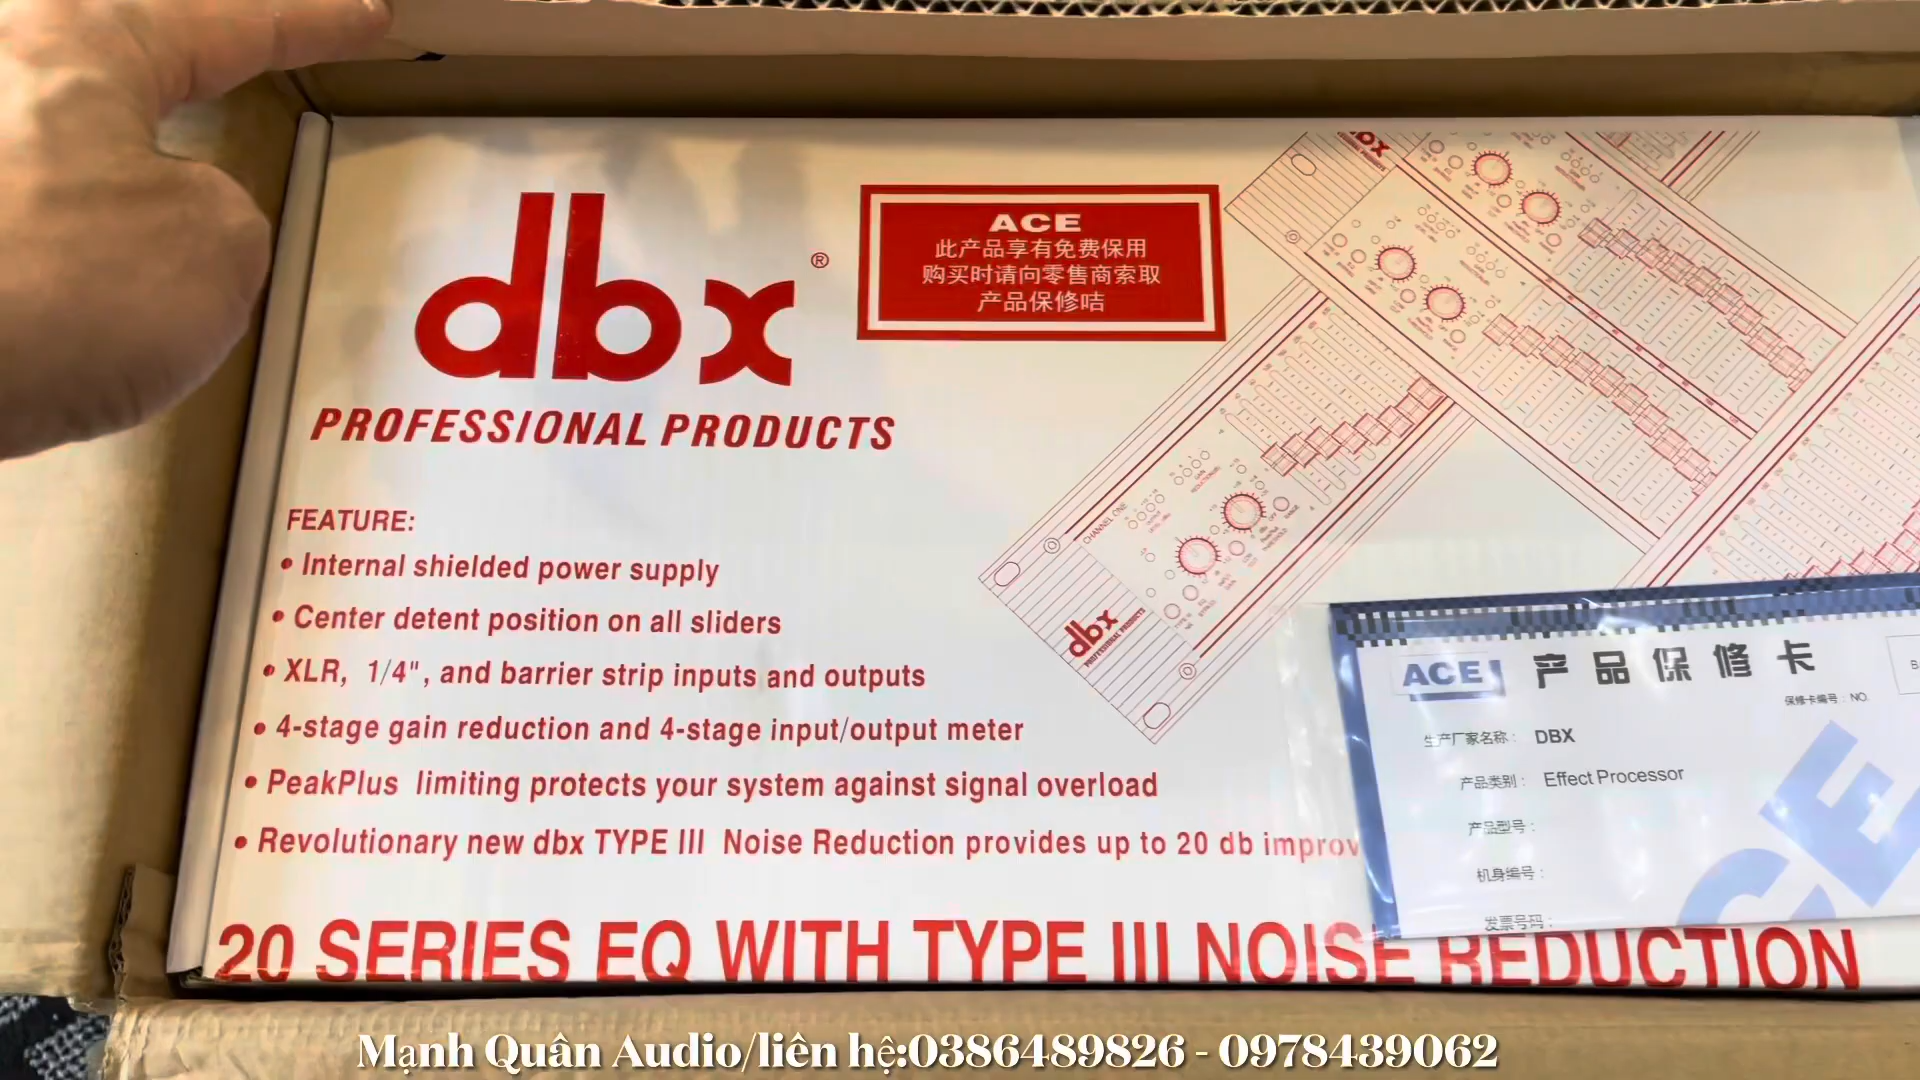 dbx®
PROFESSIONAL PRODUCTS
ACE
此产品享有免费保用
购买时请向零售商索取
产品保修咭
FEATURE:
• Internal shielded power supply
• Center detent position on all sliders
• XLR, 1/4", and barrier strip inputs and outputs
• 4-stage gain reduction and 4-stage input/output meter
• PeakPlus limiting protects your system against signal overload
• Revolutionary new dbx TYPE III Noise Reduction provides up to 20 db improv
20 SERIES EQ WITH TYPE III NOISE REDUCTION
dbx
PROFESSIONAL PRODUCTS
CHANNEL ONE
ACE 产品保修卡
保修卡编号: NO.
生产厂家名称: DBX
产品类别: Effect Processor
产品型号:
机身编号:
发票号码:
Mạnh Quân Audio/liên hệ:0386489826 - 0978439062